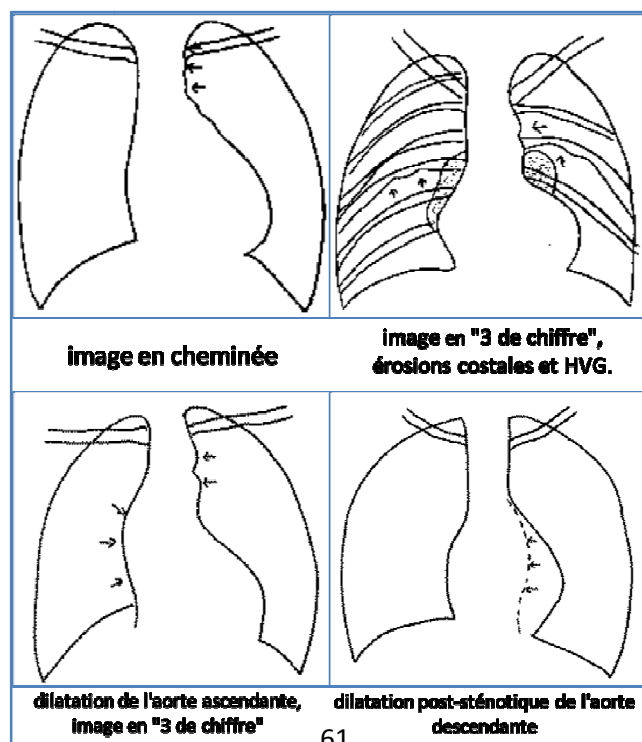 image en cheminée
image en "3 de chiffre",
érosions costales et HVG.
dilatation de l'aorte ascendante,
image en "3 de chiffre"
dilatation post-sténotique de l'aorte
descendante
61